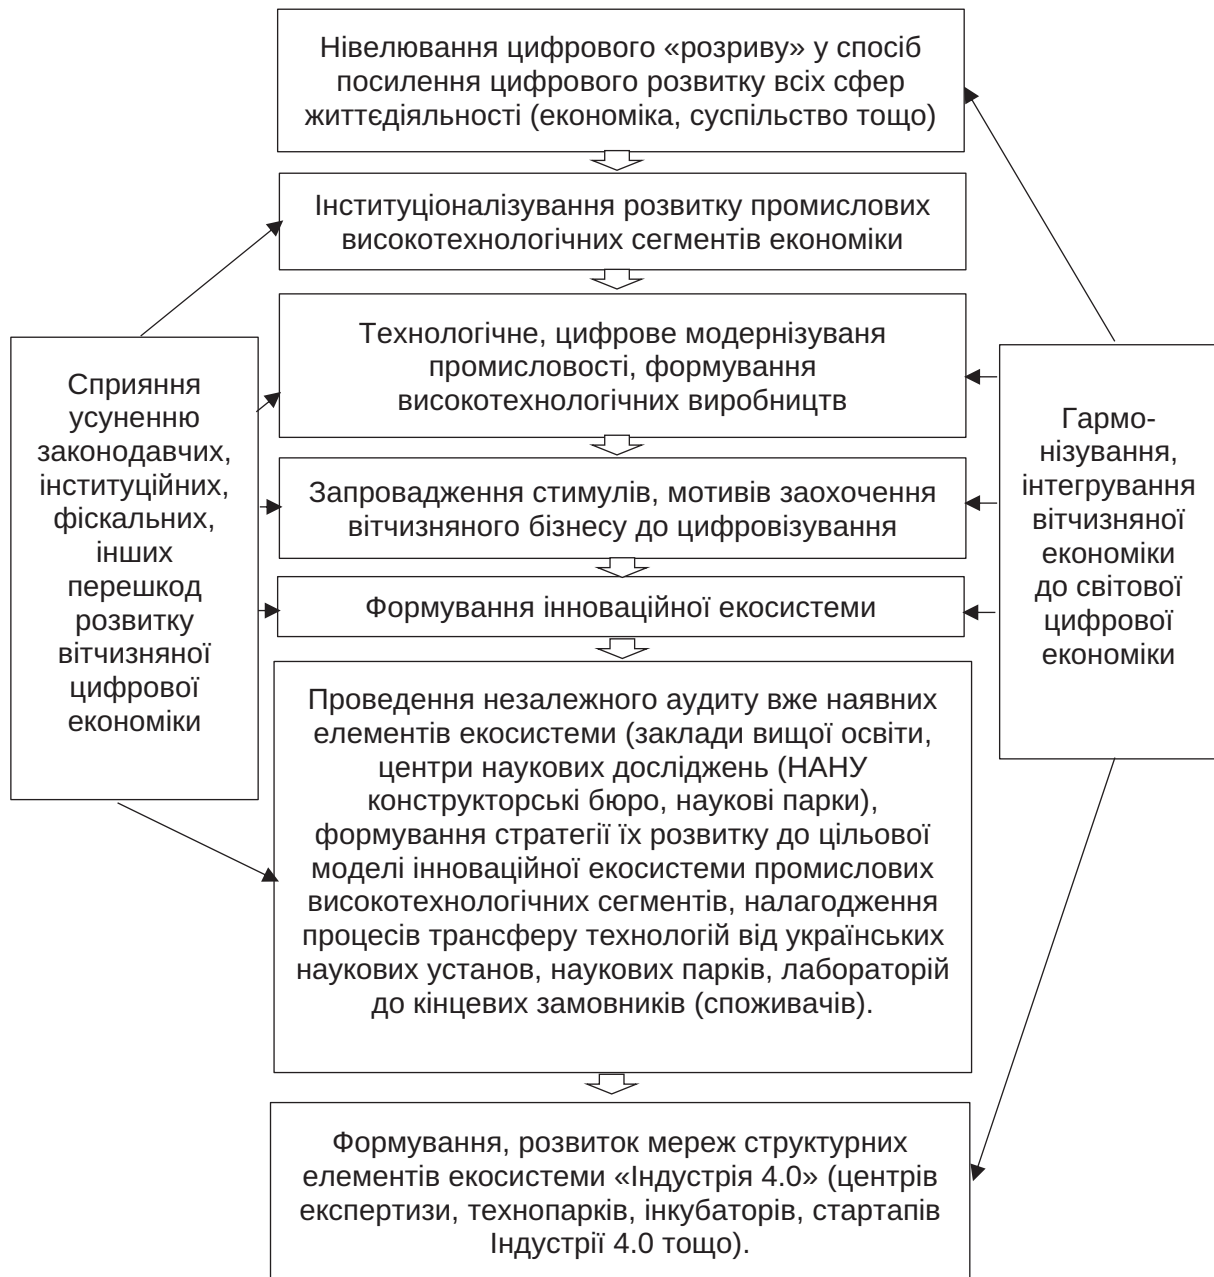 Нівелювання цифрового «розриву» у спосіб
посилення цифрового розвитку всіх сфер
життєдіяльності (економіка, суспільство тощо)
Інституціоналізування розвитку промислових
високотехнологічних сегментів економіки
Технологічне, цифрове модернізуваня
промисловості, формування
високотехнологічних виробництв
Запровадження стимулів, мотивів заохочення
вітчизняного бізнесу до цифровізування
Формування інноваційної екосистеми
Проведення незалежного аудиту вже наявних
елементів екосистеми (заклади вищої освіти,
центри наукових досліджень (НАНУ
конструкторські бюро, наукові парки),
формування стратегії їх розвитку до цільової
моделі інноваційної екосистеми промислових
високотехнологічних сегментів, налагодження
процесів трансферу технологій від українських
наукових установ, наукових парків, лабораторій
до кінцевих замовників (споживачів).
Формування, розвиток мереж структурних
елементів екосистеми «Індустрія 4.0» (центрів
експертизи, технопарків, інкубаторів, стартапів
Індустрії 4.0 тощо).
Сприяння
усуненню
законодавчих,
інституційних,
фіскальних,
інших
перешкод
розвитку
вітчизняної
цифрової
економіки
Гармо-
нізування,
інтегрування
вітчизняної
економіки
до світової
цифрової
економіки